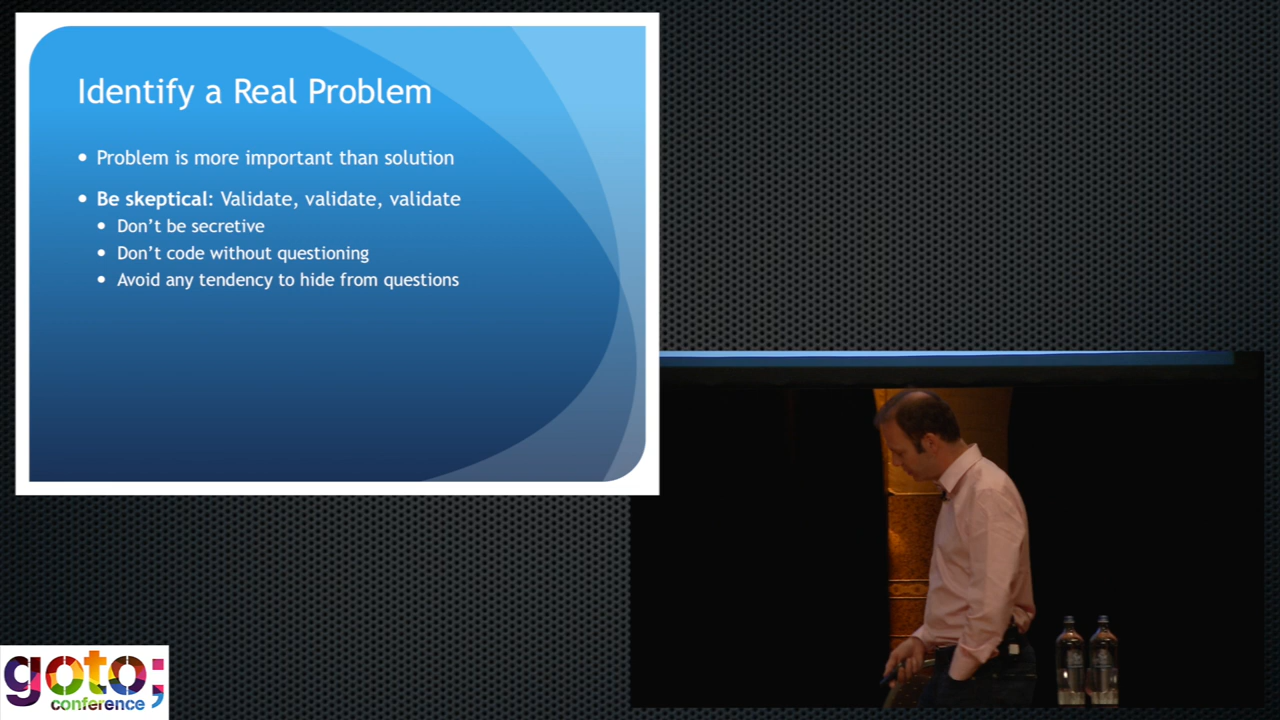 Identify a Real Problem
• Problem is more important than solution
• Be skeptical: Validate, validate, validate
• Don’t be secretive
• Don’t code without questioning
• Avoid any tendency to hide from questions
goto;
conference